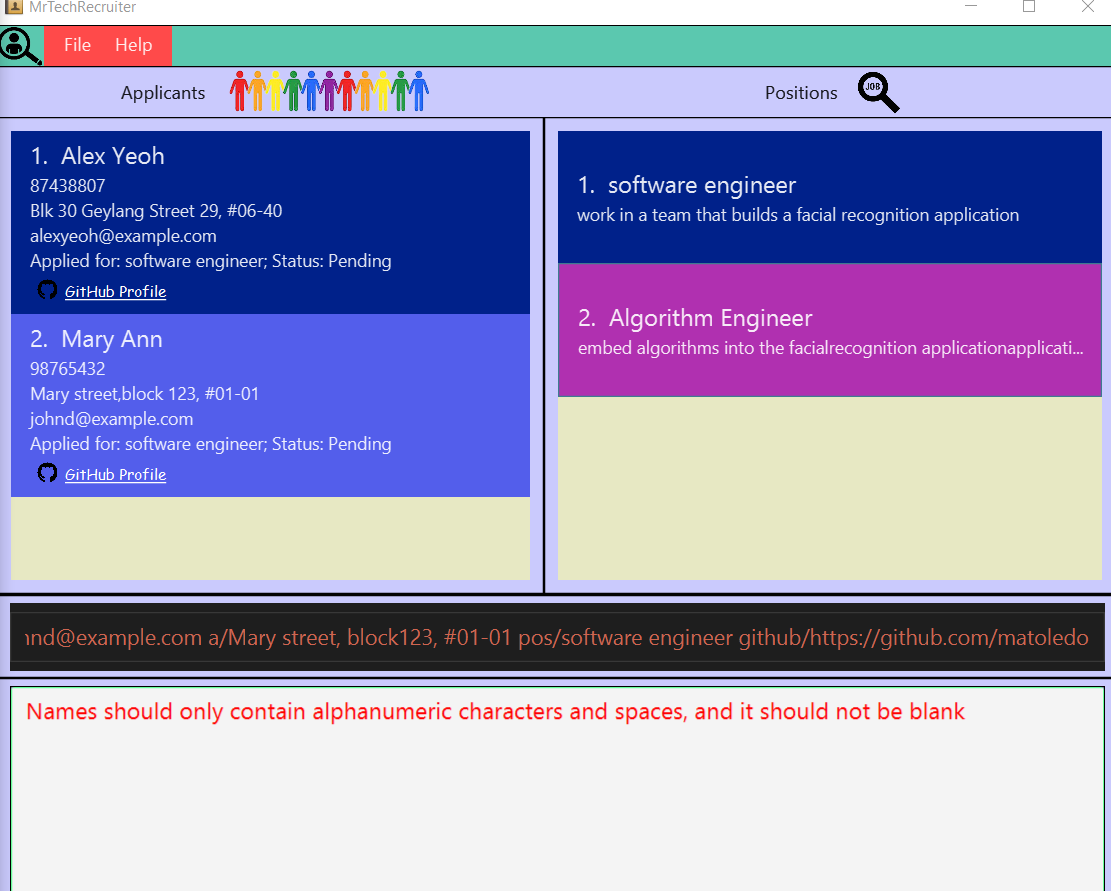 MrTechRecruiter
File Help
Applicants
Positions
JOB
1. Alex Yeoh
87438807
Blk 30 Geylang Street 29, #06-40
alexyeoh@example.com
Applied for: software engineer; Status: Pending
GitHub Profile
2. Mary Ann
98765432
Mary street,block 123, #01-01
johnd@example.com
Applied for: software engineer; Status: Pending
GitHub Profile
1. software engineer
work in a team that builds a facial recognition application
2. Algorithm Engineer
embed algorithms into the facialrecognition applicationapplicati...
nd@example.com a/Mary street, block123, #01-01 pos/software engineer github/https://github.com/matoledo
Names should only contain alphanumeric characters and spaces, and it should not be blank